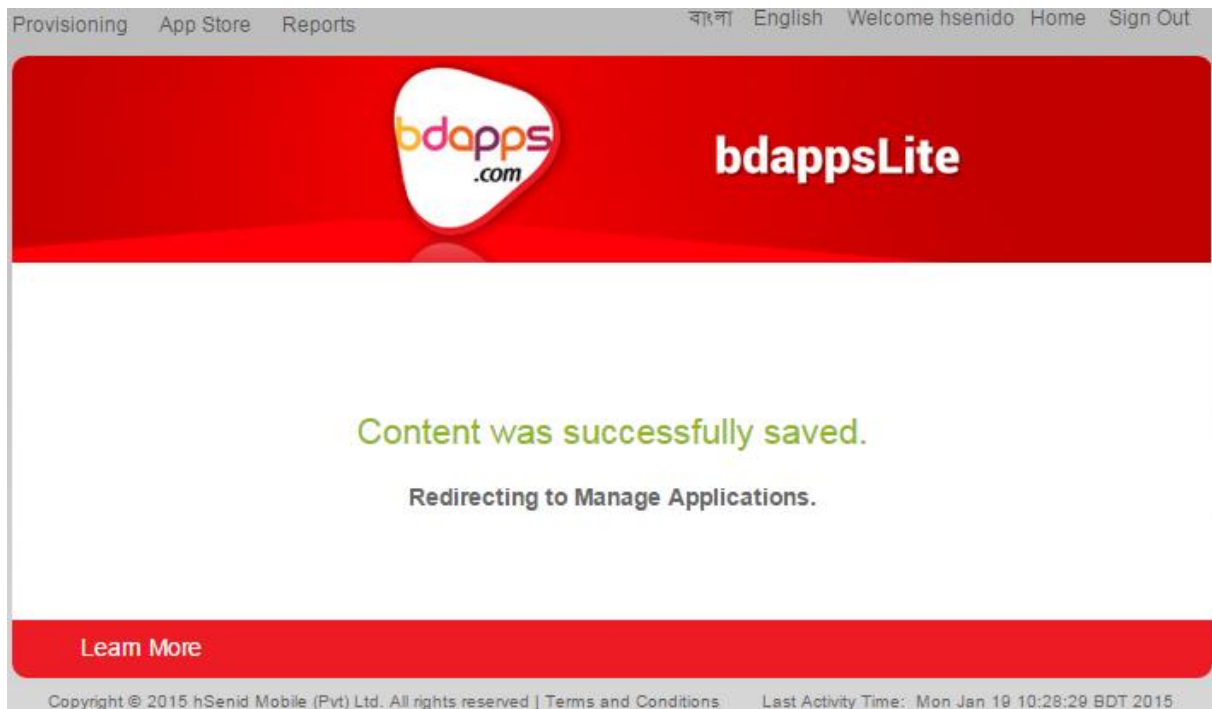 Provisioning App Store Reports বাংলা English Welcome hsenido Home Sign Out
bdapps
.com
bdappsLite
Content was successfully saved.
Redirecting to Manage Applications.
Learn More
Copyright © 2015 hSenid Mobile (Pvt) Ltd. All rights reserved | Terms and Conditions Last Activity Time: Mon Jan 19 10:28:29 BDT 2015